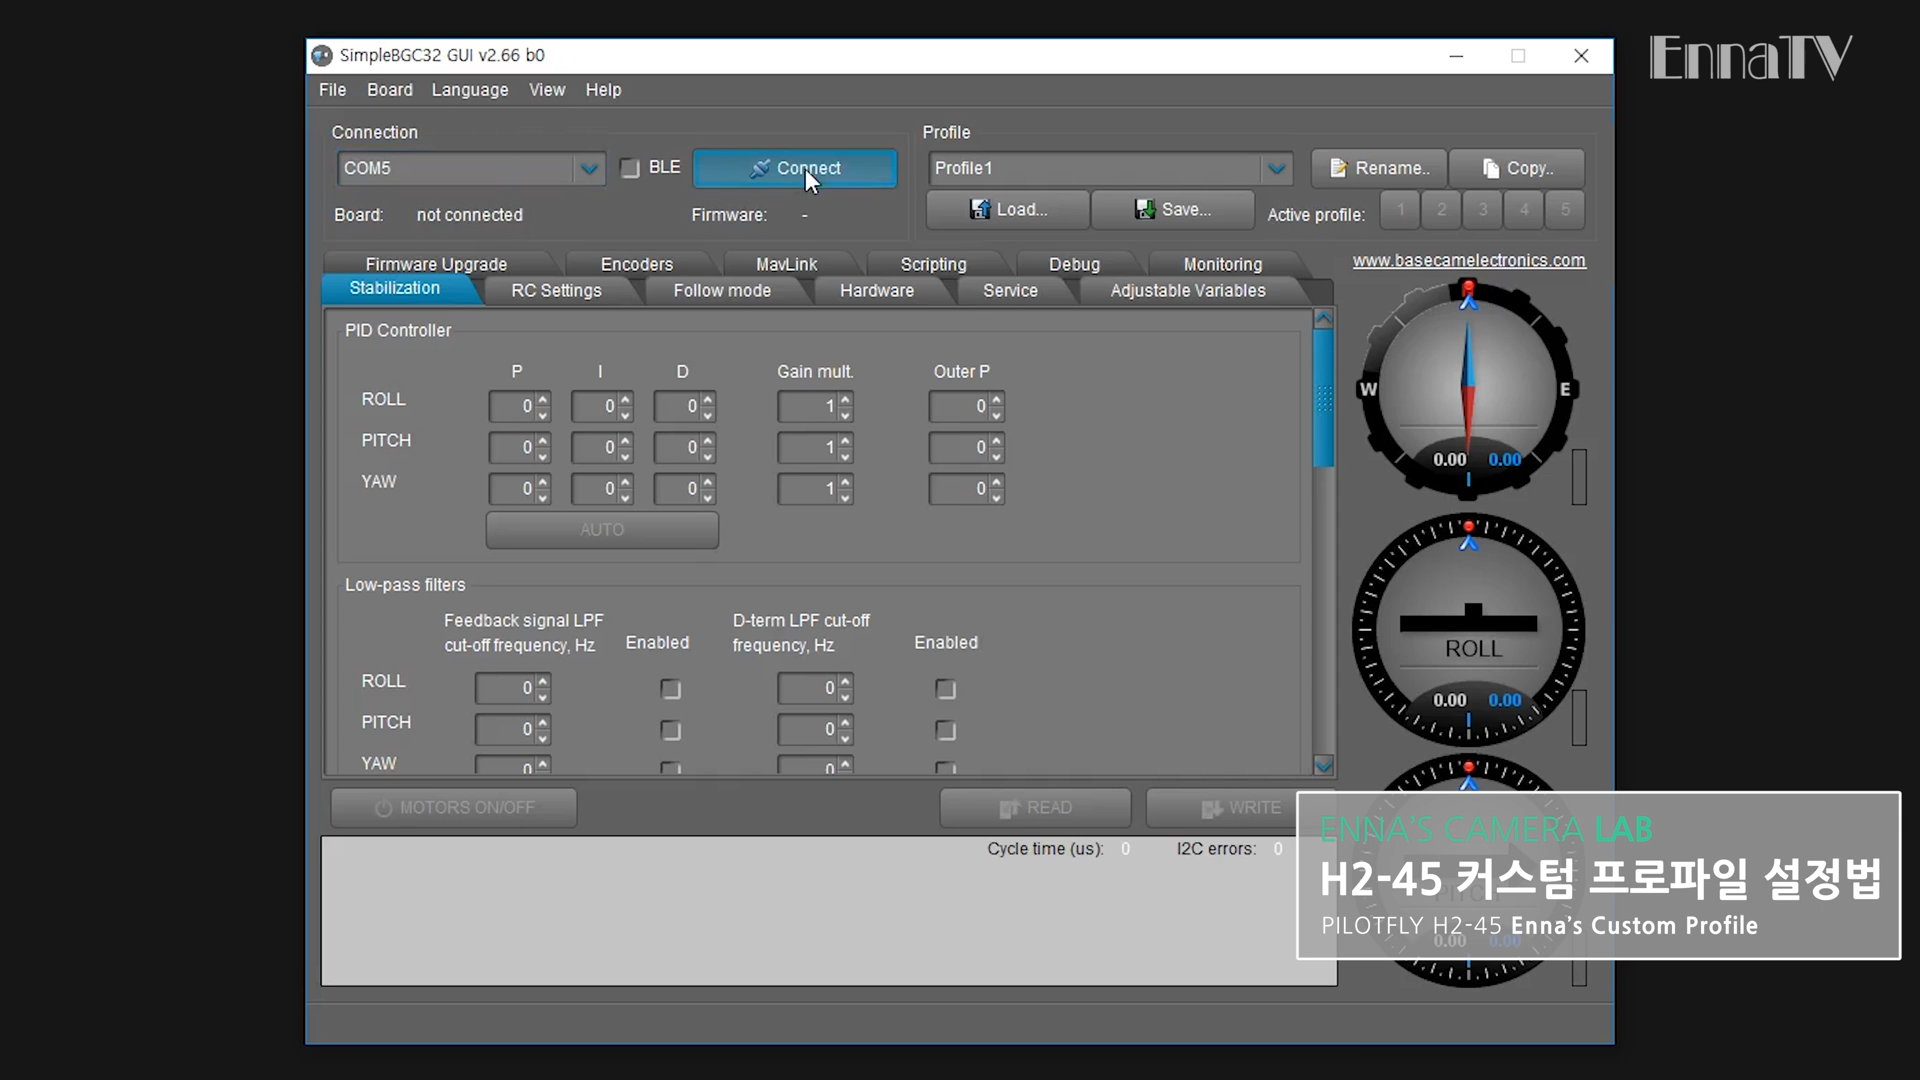 SimpleBGC32 GUI v2.66 b0
EnnaTV
File Board Language View Help
Connection
COM5
BLE
Connect
Board: not connected
Firmware: -
Profile
Profile1
Rename..
Copy..
Load...
Save...
Active profile: 1 2 3 4 5
Firmware Upgrade Encoders MavLink Scripting Debug Monitoring
Stabilization RC Settings Follow mode Hardware Service Adjustable Variables
www.basecamelectronics.com
PID Controller
P I D Gain mult. Outer P
ROLL 0 0 0 1 0
PITCH 0 0 0 1 0
YAW 0 0 0 1 0
AUTO
Low-pass filters
Feedback signal LPF
cut-off frequency, Hz
Enabled
D-term LPF cut-off
frequency, Hz
Enabled
ROLL 0 0
PITCH 0 0
YAW 0 0
W E
0.00 0.00
ROLL
0.00 0.00
MOTORS ON/OFF
READ
WRITE
Cycle time (us): 0 I2C errors: 0
ENNA'S CAMERA LAB
H2-45 커스텀 프로파일 설정법
PILOTFLY H2-45 Enna's Custom Profile
PITCH
0.00 0.00